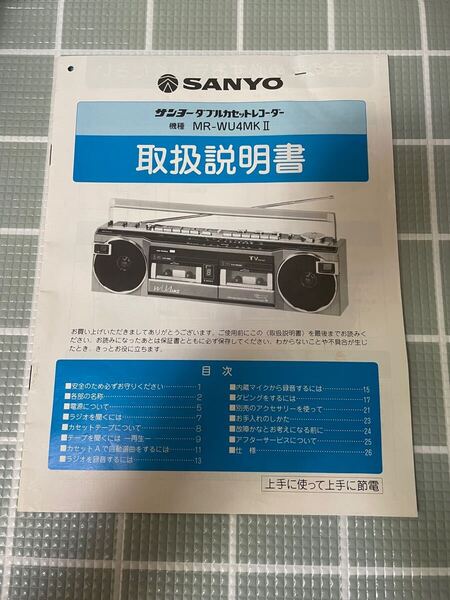 SANYO
サンヨーダブルカセットレコーダー
機種 MR-WU4MKⅡ
取扱説明書
TV
WU4MK2
お買い上げいただきましてありがとうございます。ご使用前にこの〈取扱説明書〉を最後までお読みく
ださい。お読みになったあとは保証書とともに必ず保存してください。わからないことや不具合が生じ
たとき、きっとお役に立ちます。
目次
■安全のため必ずお守りください………… 1
■各部の名称………… 2
■電源について………… 5
■ラジオを聞くには………… 7
■カセットテープについて………… 8
■テープを聞くには ―再生―………… 9
■カセットAで自動選曲をするには………… 11
■ラジオを録音するには………… 13
■内蔵マイクから録音するには………… 15
■ダビングをするには………… 17
■別売のアクセサリーを使って………… 21
■お手入れのしかた………… 23
■故障かなとお考えになる前に………… 24
■アフターサービスについて………… 25
■仕様………… 26
上手に使って上手に節電